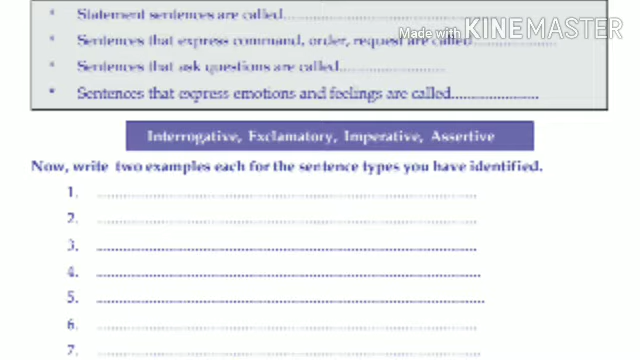 * Statement sentences are called..............................
Made with KINEMASTER
* Sentences that express command, order, request are called....................
* Sentences that ask questions are called..........................
* Sentences that express emotions and feelings are called......................
Interrogative, Exclamatory, Imperative, Assertive
Now, write two examples each for the sentence types you have identified.
1. ................................................................
2. ................................................................
3. ................................................................
4. ................................................................
5. ................................................................
6. ................................................................
7. ................................................................